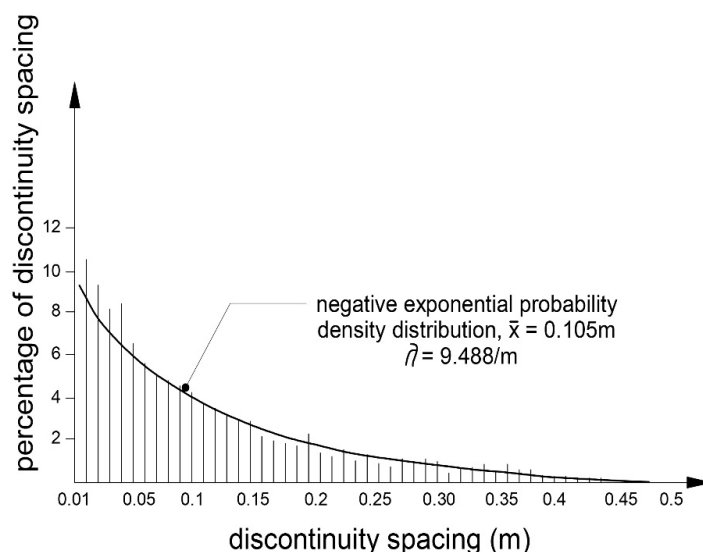 percentage of discontinuity spacing
12
10
8
6
4
2
negative exponential probability
density distribution, x̄ = 0.105m
λ = 9.488/m
0.01 0.05 0.1 0.15 0.2 0.25 0.30 0.35 0.4 0.45 0.5
discontinuity spacing (m)